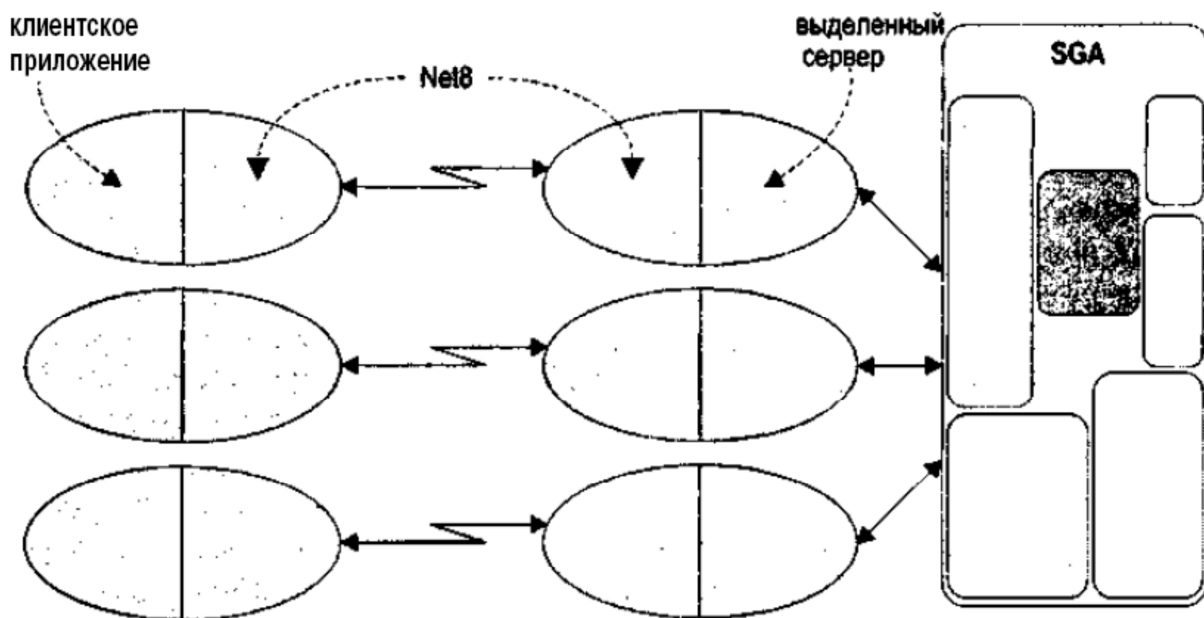 клиентское
приложение
Net8
выделенный
сервер
SGA